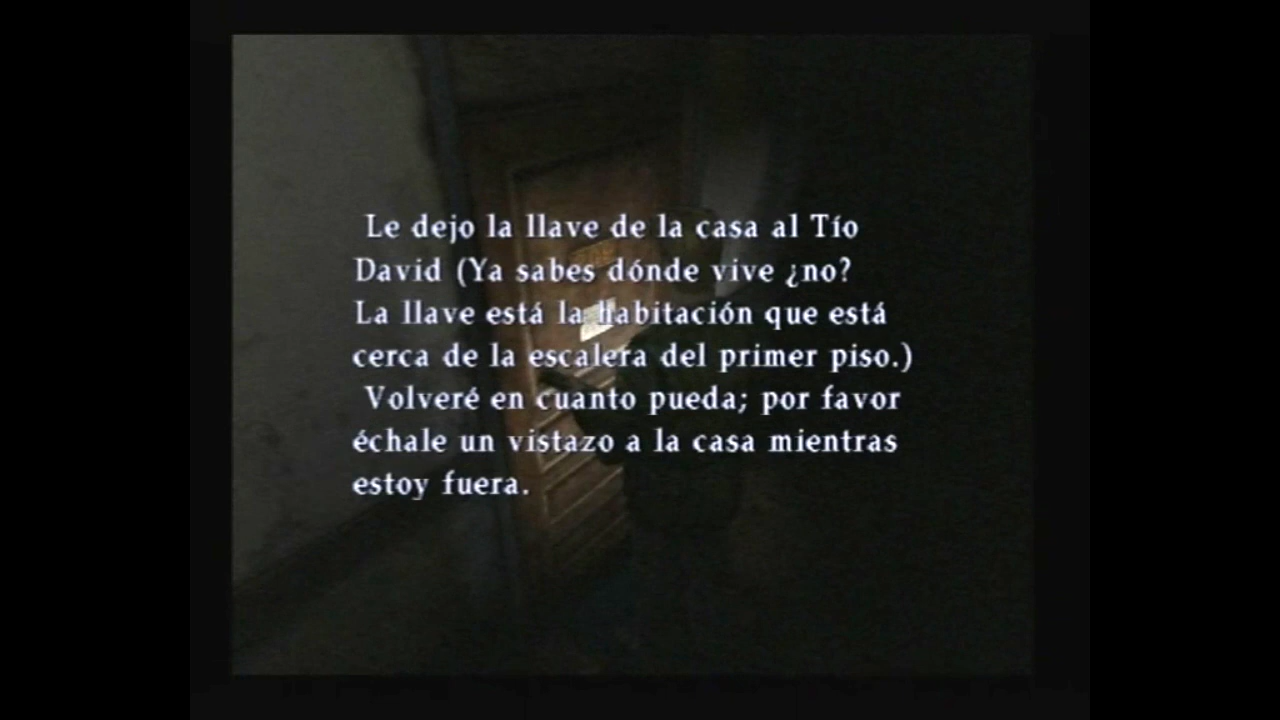 Le dejo la llave de la casa al Tío
David (Ya sabes dónde vive ¿no?
La llave está la habitación que está
cerca de la escalera del primer piso.)
Volveré en cuanto pueda; por favor
échale un vistazo a la casa mientras
estoy fuera.